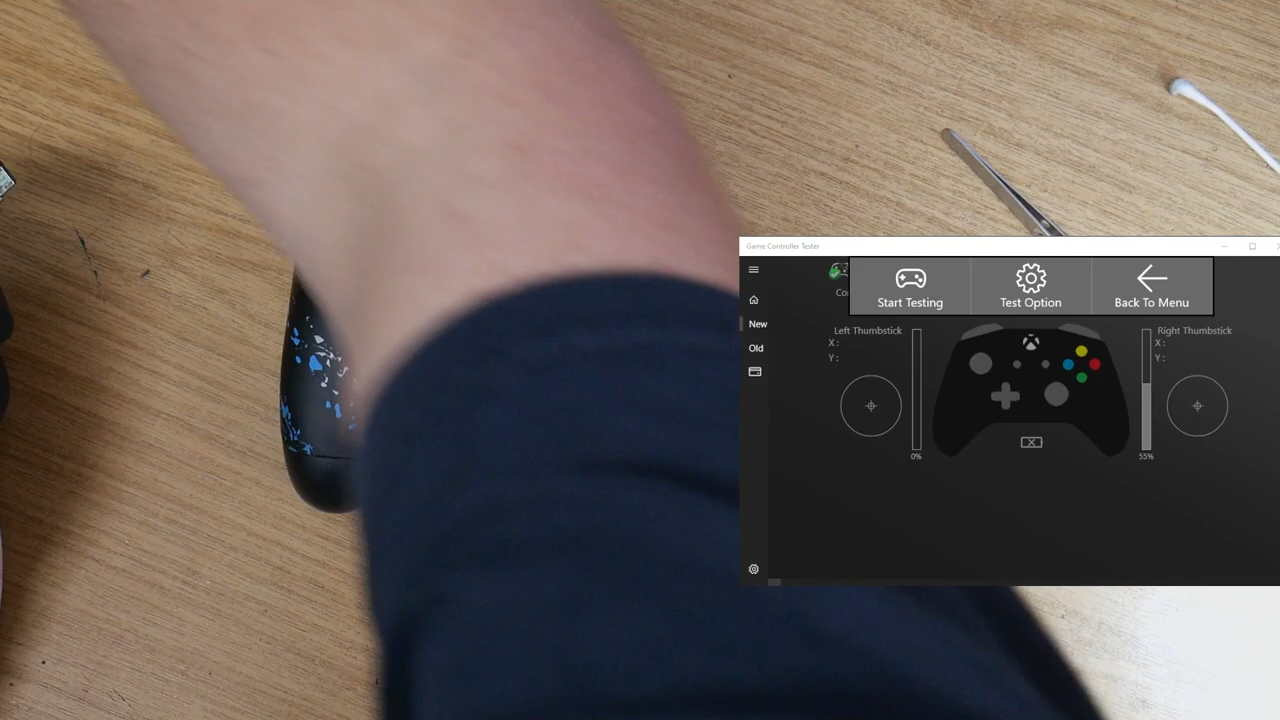 Game Controller Tester
Start Testing
Test Option
Back To Menu
New
Old
Left Thumbstick
X :
Y :
0%
Right Thumbstick
X :
Y :
55%
X